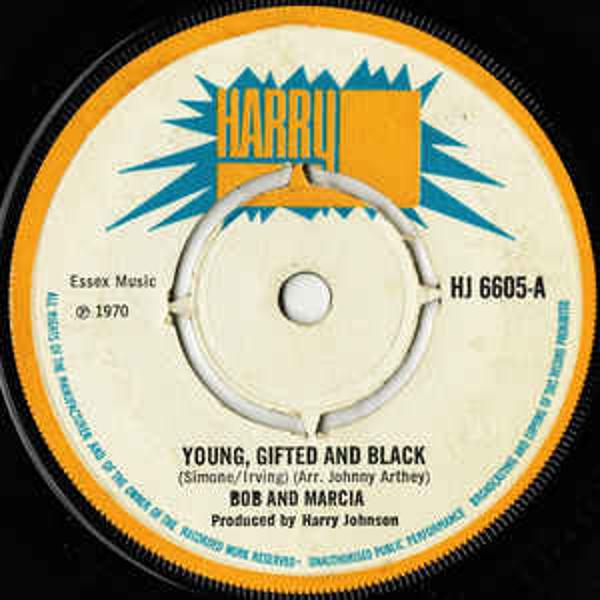 HARRY
Essex Music
℗ 1970
HJ 6605-A
YOUNG, GIFTED AND BLACK
(Simone/Irving) (Arr. Johnny Arthey)
BOB AND MARCIA
Produced by Harry Johnson
ALL RIGHTS OF THE MANUFACTURER AND OF THE OWNER OF THE RECORDED WORK RESERVED · UNAUTHORISED PUBLIC PERFORMANCE BROADCASTING AND COPYING OF THIS RECORD PROHIBITED